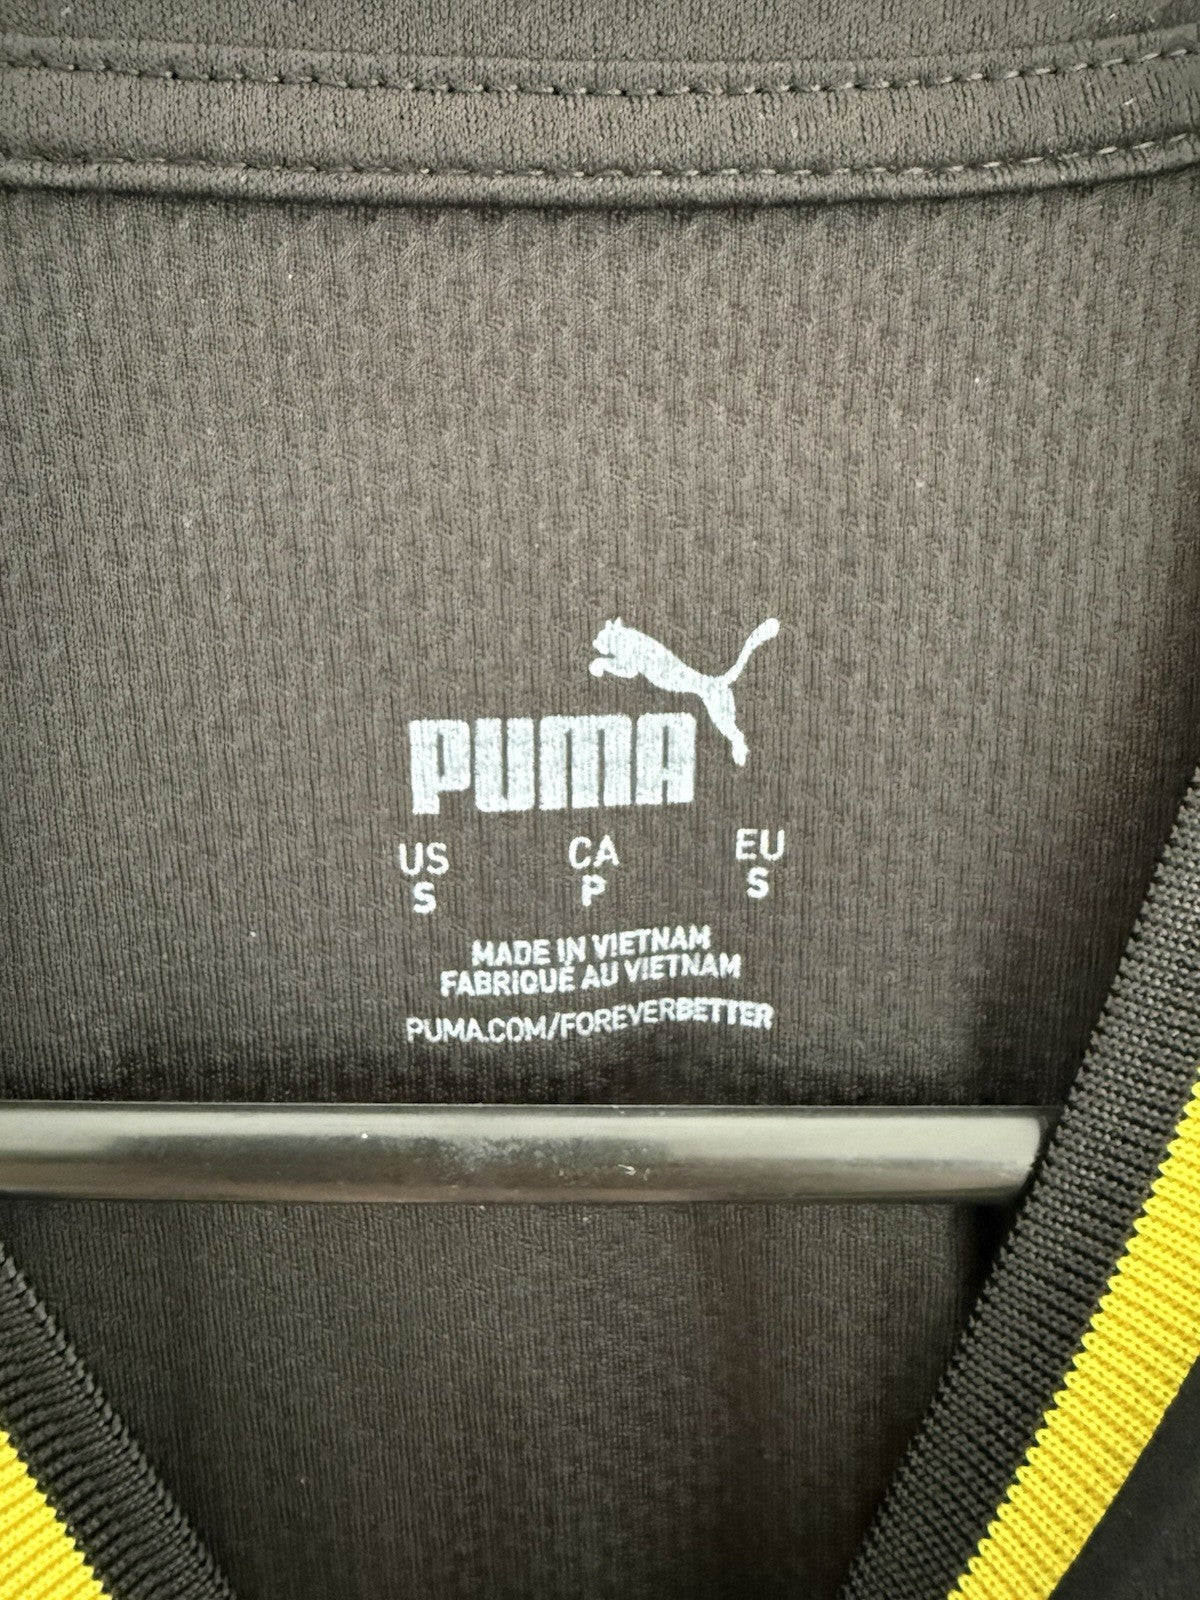 PUMA
US CA EU
S P S
MADE IN VIETNAM
FABRIQUÉ AU VIETNAM
PUMA.COM/FOREVERBETTER